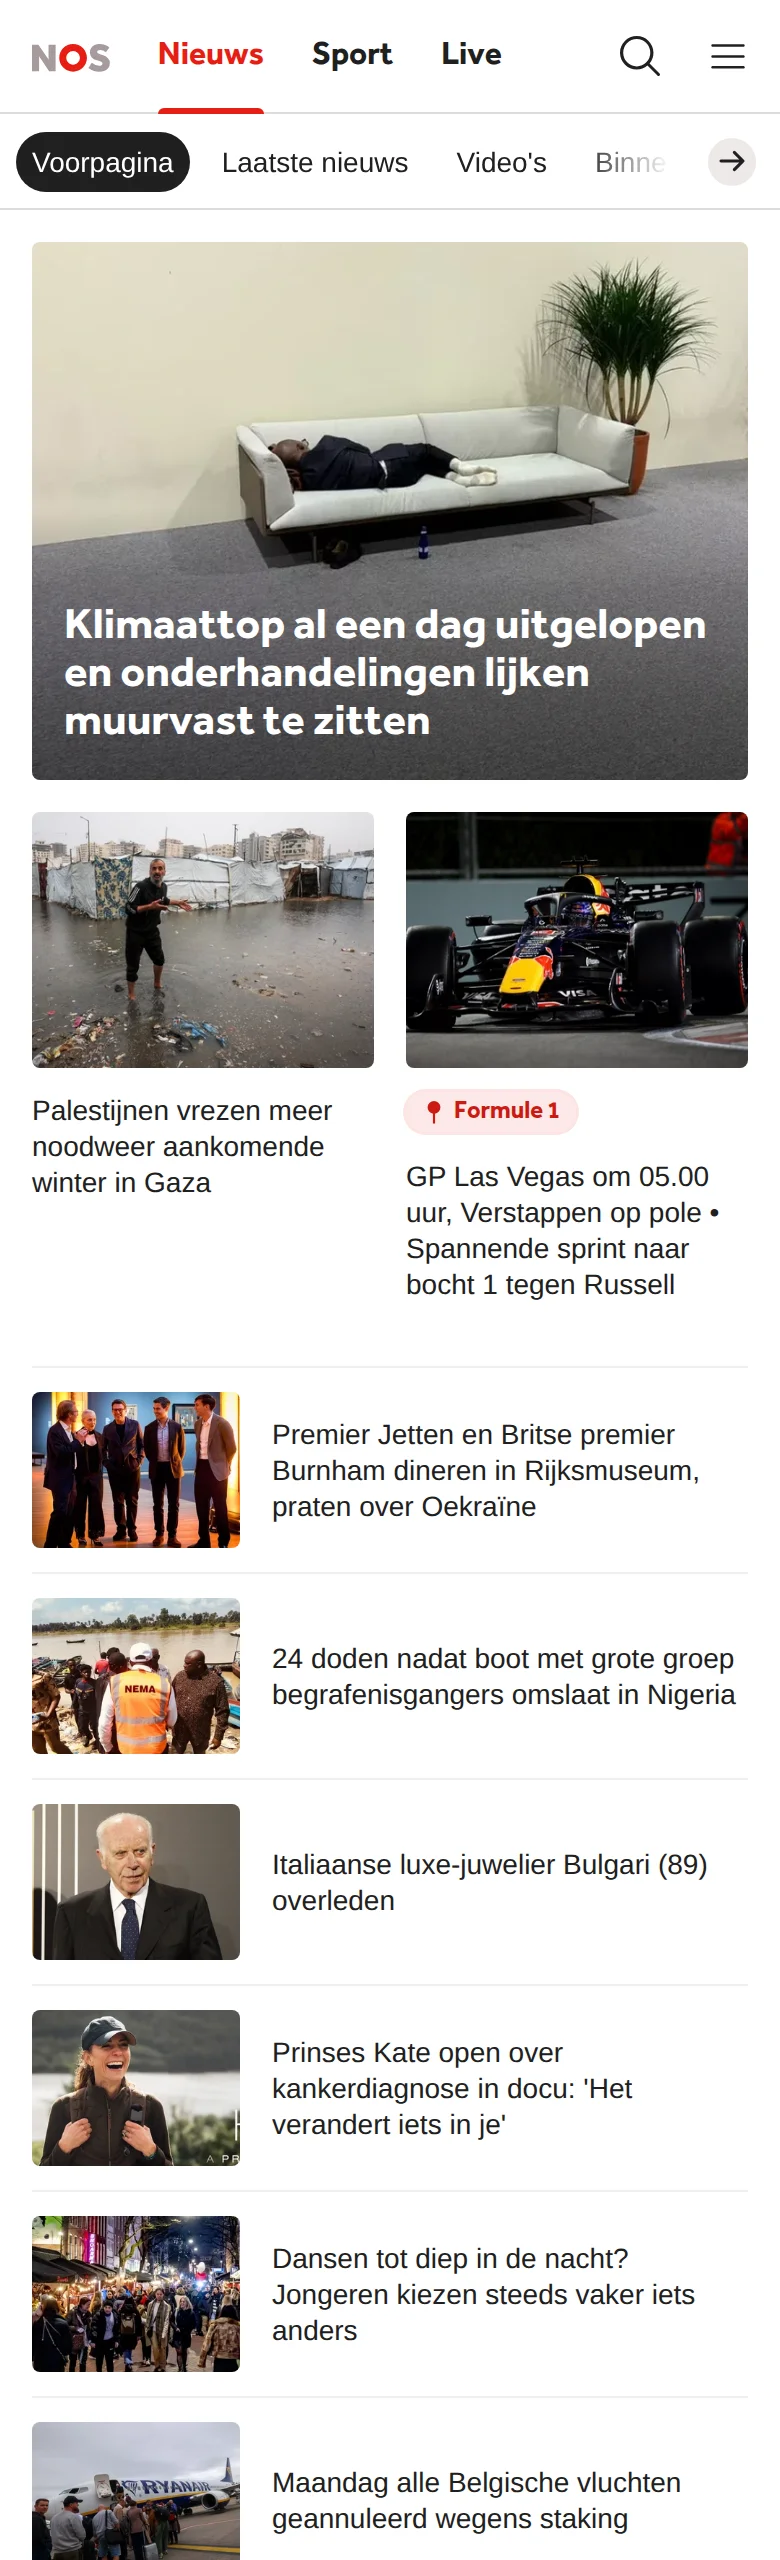 NOS Nieuws Sport Live
Voorpagina Laatste nieuws Video's Binne
Klimaattop al een dag uitgelopen
en onderhandelingen lijken
muurvast te zitten
Palestijnen vrezen meer
noodweer aankomende
winter in Gaza
VISA
Formule 1
GP Las Vegas om 05.00
uur, Verstappen op pole •
Spannende sprint naar
bocht 1 tegen Russell
Premier Jetten en Britse premier
Burnham dineren in Rijksmuseum,
praten over Oekraïne
NEMA
24 doden nadat boot met grote groep
begrafenisgangers omslaat in Nigeria
Italiaanse luxe-juwelier Bulgari (89)
overleden
A PR
Prinses Kate open over
kankerdiagnose in docu: 'Het
verandert iets in je'
Dansen tot diep in de nacht?
Jongeren kiezen steeds vaker iets
anders
RYANAIR
Maandag alle Belgische vluchten
geannuleerd wegens staking